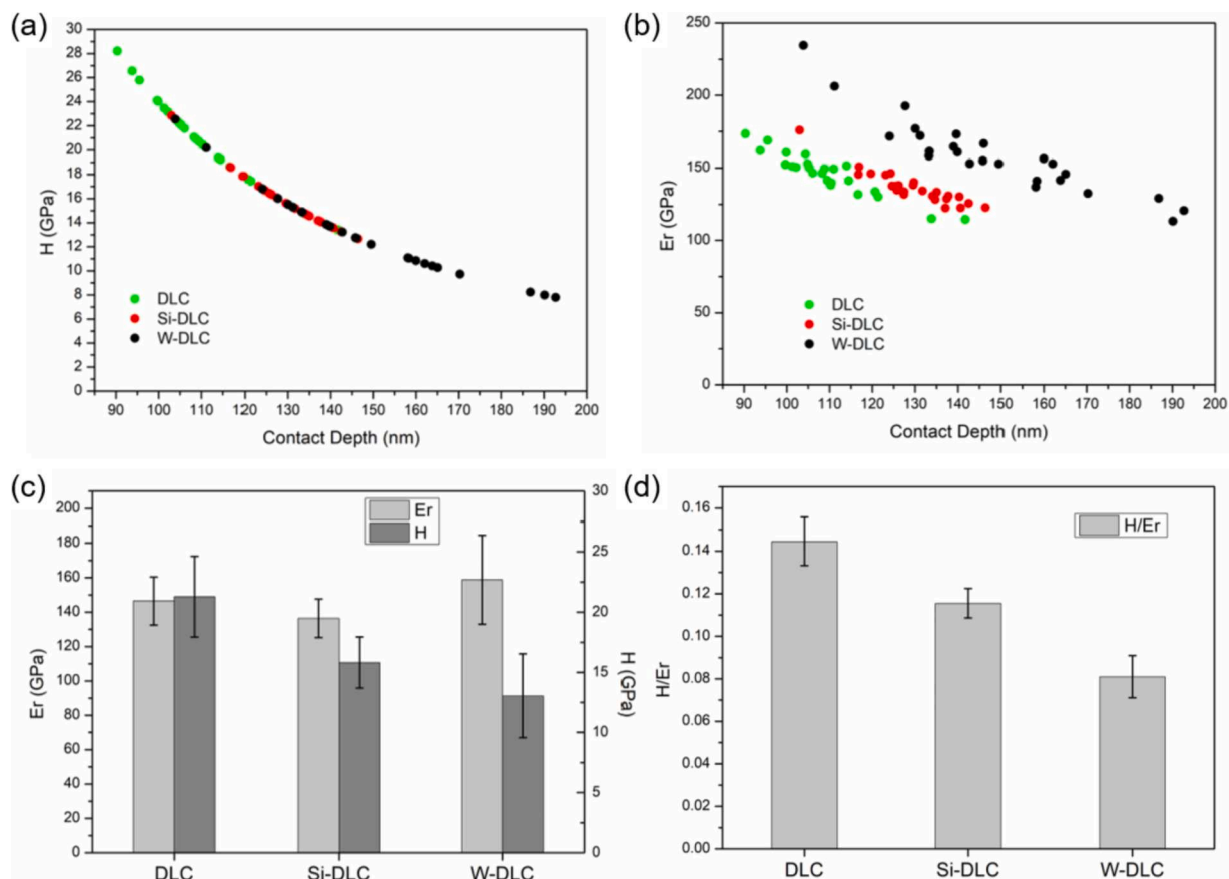 (a)
30
28
26
24
22
20
18
16
14
12
10
8
6
4
2
0
H (GPa)
DLC
Si-DLC
W-DLC
90 100 110 120 130 140 150 160 170 180 190 200
Contact Depth (nm)
(b)
250
200
150
100
50
0
Er (GPa)
DLC
Si-DLC
W-DLC
90 100 110 120 130 140 150 160 170 180 190 200
Contact Depth (nm)
(c)
200
180
160
140
120
100
80
60
40
20
0
Er (GPa)
Er
H
30
25
20
15
10
5
0
H (GPa)
DLC Si-DLC W-DLC
(d)
0.16
0.14
0.12
0.10
0.08
0.06
0.04
0.02
0.00
H/Er
H/Er
DLC Si-DLC W-DLC